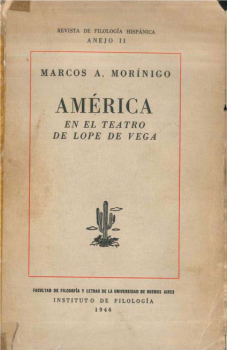 REVISTA DE FILOLOGÍA HISPÁNICA
ANEJO II
MARCOS A. MORÍNIGO
AMÉRICA
EN EL TEATRO
DE LOPE DE VEGA
FACULTAD DE FILOSOFÍA Y LETRAS DE LA UNIVERSIDAD DE BUENOS AIRES
INSTITUTO DE FILOLOGÍA
1946